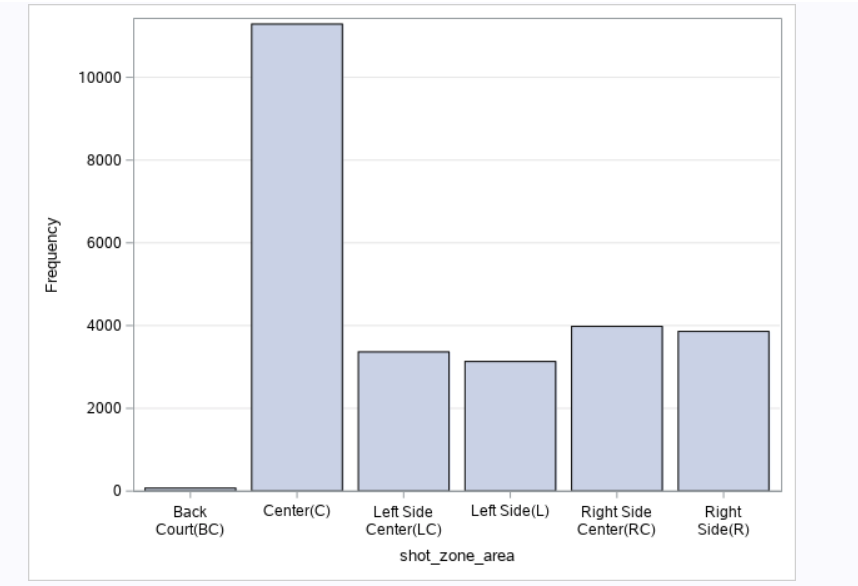 10000
8000
6000
4000
2000
0
Frequency
Back
Court(BC)
Center(C)
Left Side
Center(LC)
Left Side(L)
Right Side
Center(RC)
Right
Side(R)
shot_zone_area